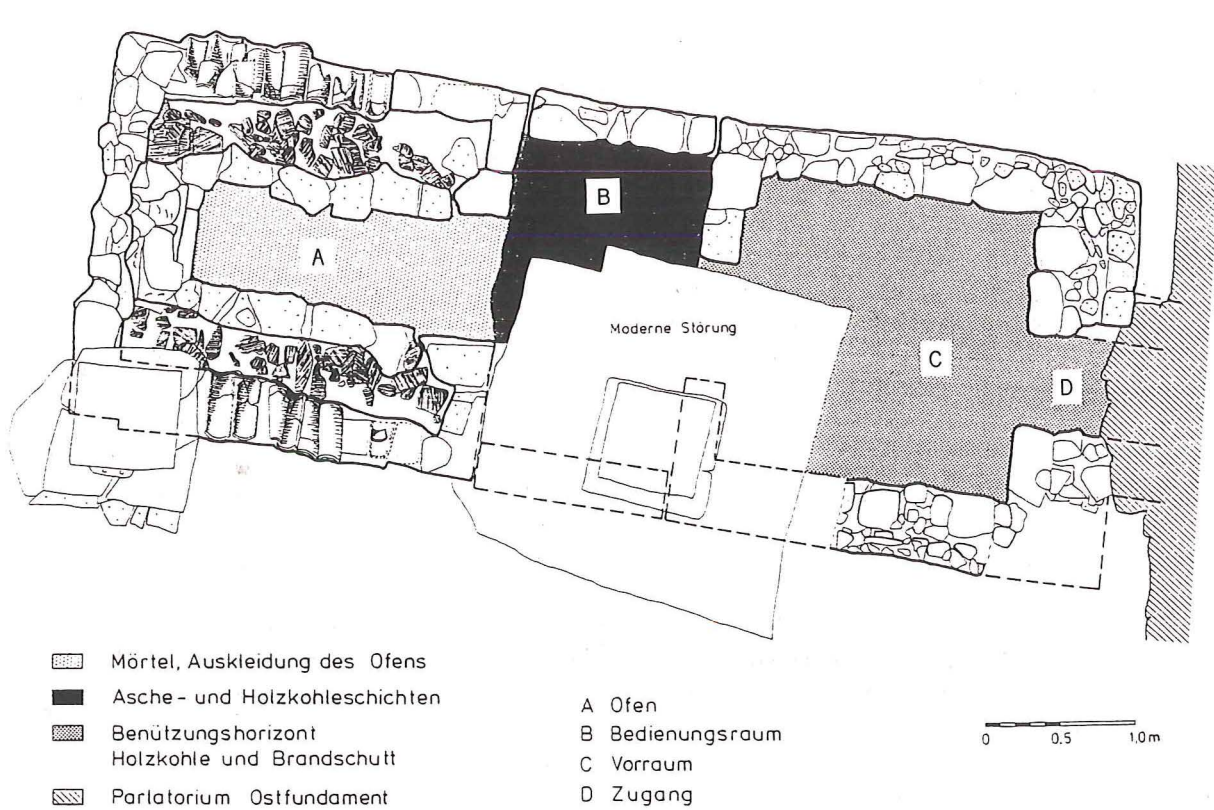 A
B
Moderne Störung
C
D
Mörtel, Auskleidung des Ofens
Asche- und Holzkohleschichten
Benützungshorizont
Holzkohle und Brandschutt
Parlatorium Ostfundament
A Ofen
B Bedienungsraum
C Vorraum
D Zugang
0 0.5 1,0 m